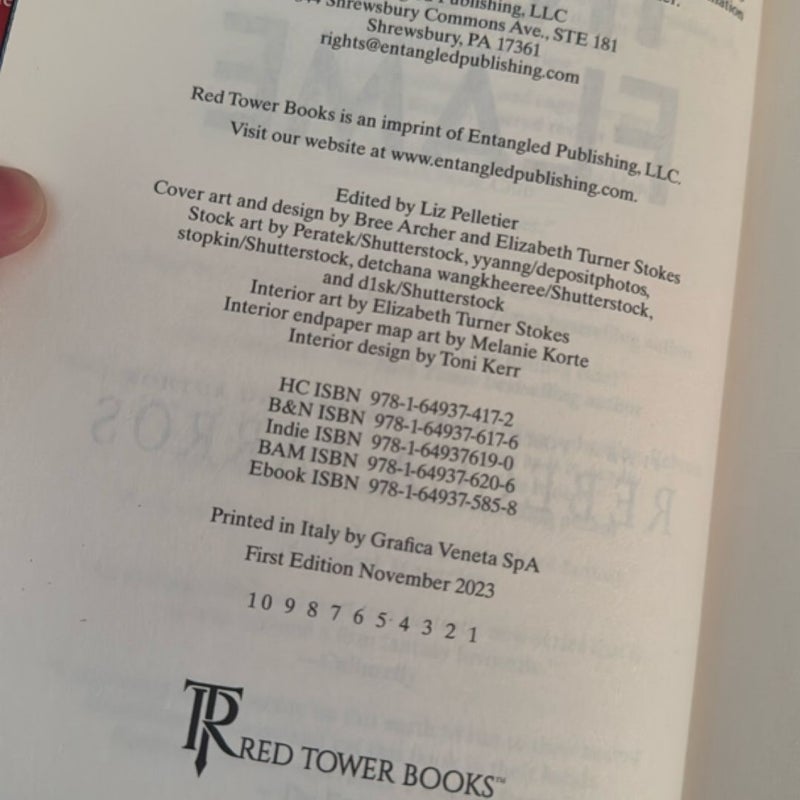 Publishing, LLC
Shrewsbury Commons Ave., STE 181
Shrewsbury, PA 17361
rights@entangledpublishing.com
Red Tower Books is an imprint of Entangled Publishing, LLC.
Visit our website at www.entangledpublishing.com.
Edited by Liz Pelletier
Cover art and design by Bree Archer and Elizabeth Turner Stokes
Stock art by Peratek/Shutterstock, yyanng/depositphotos,
stopkin/Shutterstock, detchana wangkheeree/Shutterstock,
and d1sk/Shutterstock
Interior art by Elizabeth Turner Stokes
Interior endpaper map art by Melanie Korte
Interior design by Toni Kerr
HC ISBN 978-1-64937-417-2
B&N ISBN 978-1-64937-617-6
Indie ISBN 978-1-64937619-0
BAM ISBN 978-1-64937-620-6
Ebook ISBN 978-1-64937-585-8
Printed in Italy by Grafica Veneta SpA
First Edition November 2023
10 9 8 7 6 5 4 3 2 1
TR RED TOWER BOOKS™